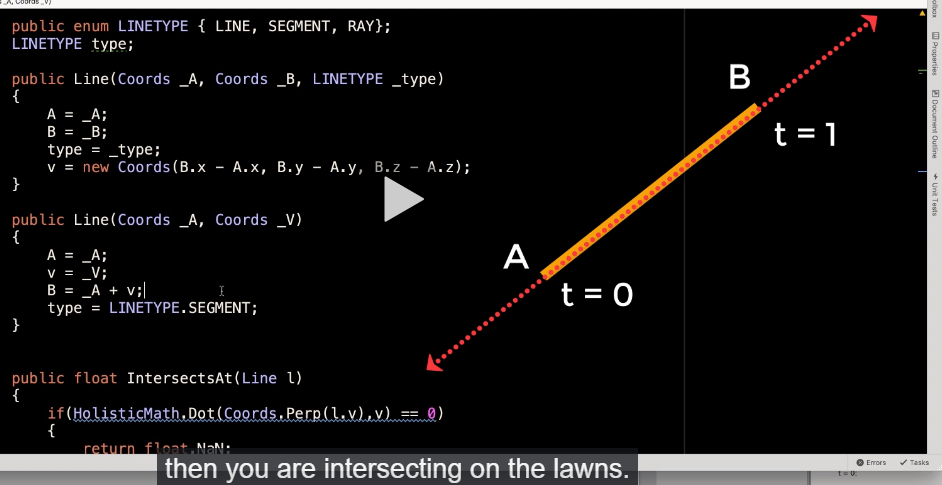 _A, Coords _V)
public enum LINETYPE { LINE, SEGMENT, RAY};
LINETYPE type;
public Line(Coords _A, Coords _B, LINETYPE _type)
{
A = _A;
B = _B;
type = _type;
v = new Coords(B.x - A.x, B.y - A.y, B.z - A.z);
}
public Line(Coords _A, Coords _V)
{
A = _A;
v = _V;
B = _A + v;
type = LINETYPE.SEGMENT;
}
public float IntersectsAt(Line l)
{
if(HolisticMath.Dot(Coords.Perp(l.v),v) == 0)
{
return float.NaN;
B
t = 1
A
t = 0
then you are intersecting on the lawns.
Properties
Document Outline
Unit Tests
Errors
Tasks
t = 0: